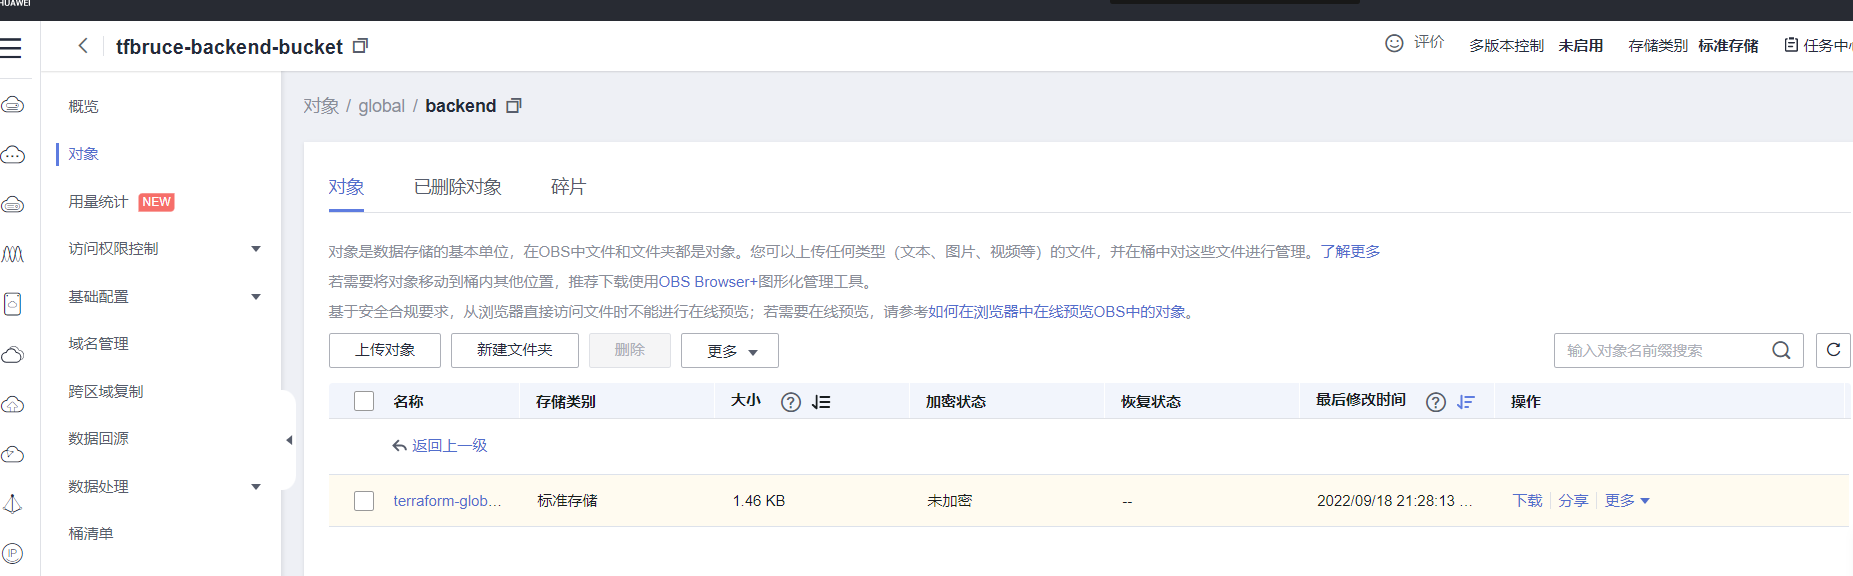 HUAWEI
tfbruce-backend-bucket
评价
多版本控制 未启用
存储类别 标准存储
任务中心
概览
对象
用量统计 NEW
访问权限控制
基础配置
域名管理
跨区域复制
数据回源
数据处理
桶清单
IP
对象 / global / backend
对象 已删除对象 碎片
对象是数据存储的基本单位，在OBS中文件和文件夹都是对象。您可以上传任何类型（文本、图片、视频等）的文件，并在桶中对这些文件进行管理。了解更多
若需要将对象移动到桶内其他位置，推荐下载使用OBS Browser+图形化管理工具。
基于安全合规要求，从浏览器直接访问文件时不能进行在线预览；若需要在线预览，请参考如何在浏览器中在线预览OBS中的对象。
上传对象 新建文件夹 删除 更多 输入对象名前缀搜索
名称 存储类别 大小 加密状态 恢复状态 最后修改时间 操作
返回上一级
terraform-glob... 标准存储 1.46 KB 未加密 -- 2022/09/18 21:28:13 ... 下载 分享 更多